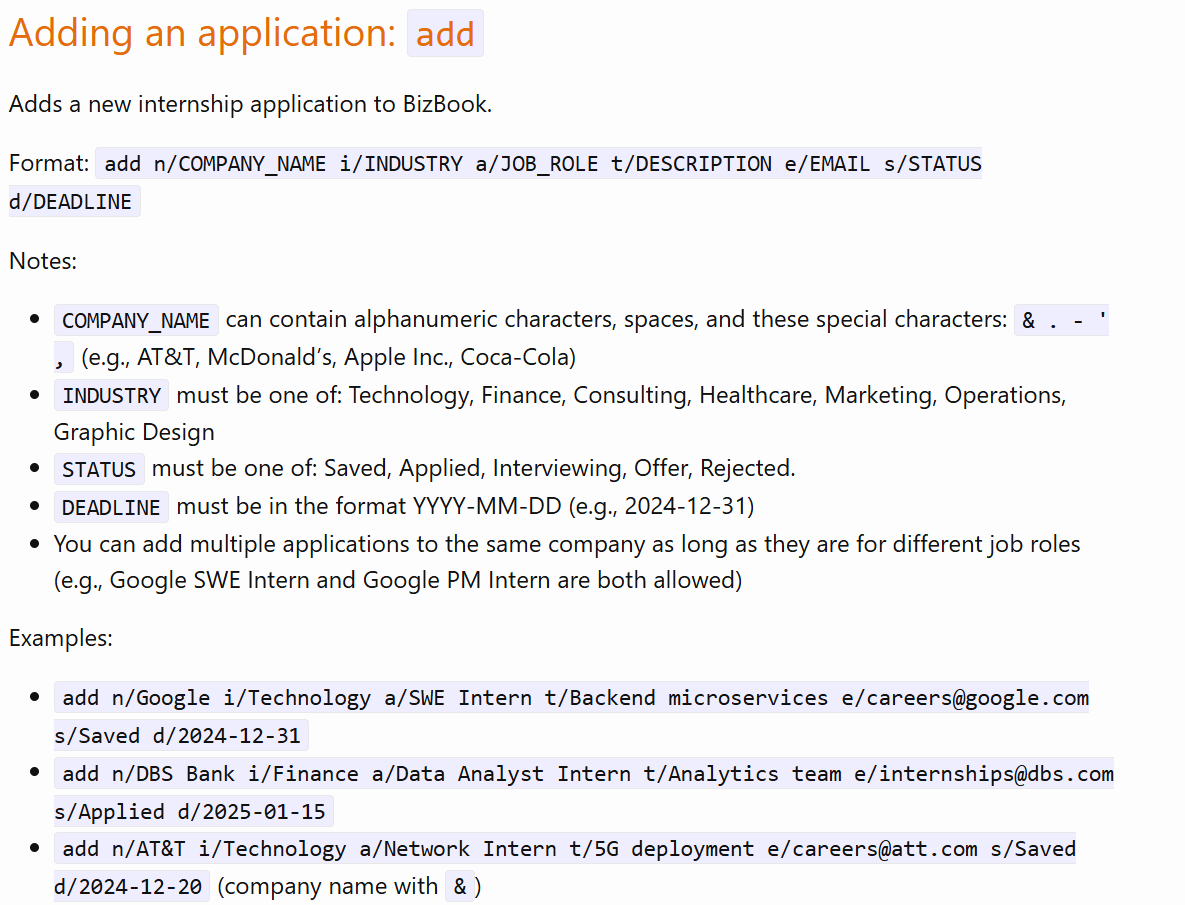 Adding an application: add
Adds a new internship application to BizBook.
Format: add n/COMPANY_NAME i/INDUSTRY a/JOB_ROLE t/DESCRIPTION e/EMAIL s/STATUS
d/DEADLINE
Notes:
• COMPANY_NAME can contain alphanumeric characters, spaces, and these special characters: & . - '
, (e.g., AT&T, McDonald’s, Apple Inc., Coca-Cola)
• INDUSTRY must be one of: Technology, Finance, Consulting, Healthcare, Marketing, Operations,
Graphic Design
• STATUS must be one of: Saved, Applied, Interviewing, Offer, Rejected.
• DEADLINE must be in the format YYYY-MM-DD (e.g., 2024-12-31)
• You can add multiple applications to the same company as long as they are for different job roles
(e.g., Google SWE Intern and Google PM Intern are both allowed)
Examples:
• add n/Google i/Technology a/SWE Intern t/Backend microservices e/careers@google.com
s/Saved d/2024-12-31
• add n/DBS Bank i/Finance a/Data Analyst Intern t/Analytics team e/internships@dbs.com
s/Applied d/2025-01-15
• add n/AT&T i/Technology a/Network Intern t/5G deployment e/careers@att.com s/Saved
d/2024-12-20 (company name with & )